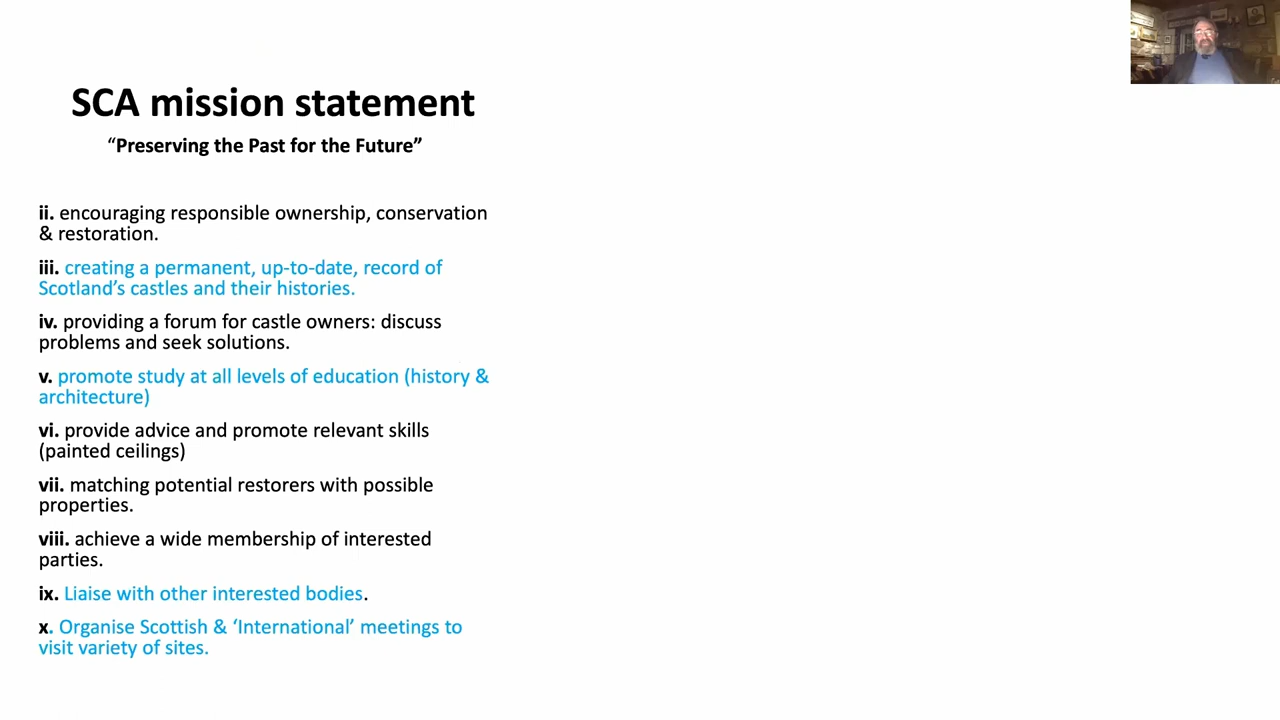 SCA mission statement
“Preserving the Past for the Future”
ii. encouraging responsible ownership, conservation
& restoration.
iii. creating a permanent, up-to-date, record of
Scotland’s castles and their histories.
iv. providing a forum for castle owners: discuss
problems and seek solutions.
v. promote study at all levels of education (history &
architecture)
vi. provide advice and promote relevant skills
(painted ceilings)
vii. matching potential restorers with possible
properties.
viii. achieve a wide membership of interested
parties.
ix. Liaise with other interested bodies.
x. Organise Scottish & ‘International’ meetings to
visit variety of sites.